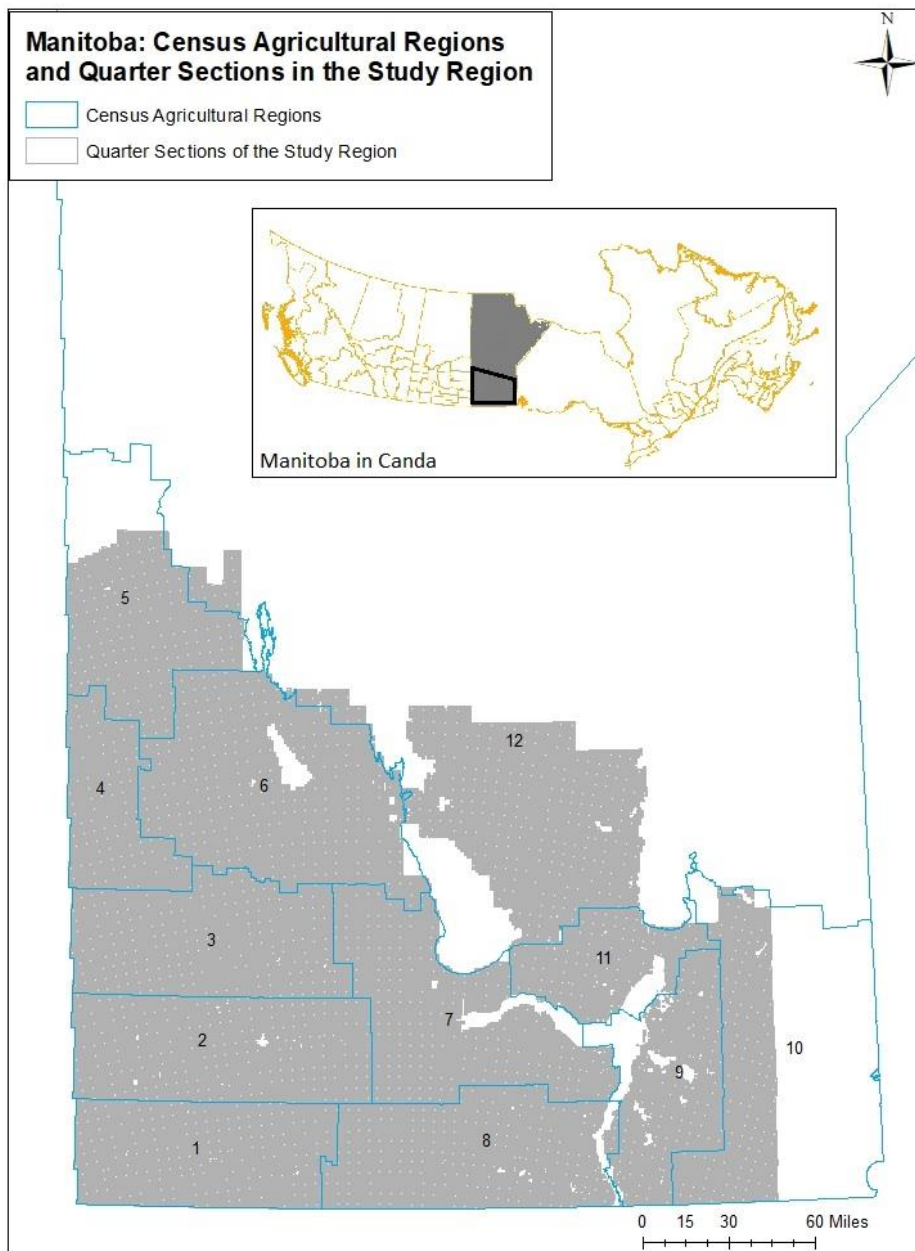 Manitoba: Census Agricultural Regions
and Quarter Sections in the Study Region
Census Agricultural Regions
Quarter Sections of the Study Region
N
Manitoba in Canda
5
12
4
6
3
11
7
2
10
9
8
1
0 15 30 60 Miles